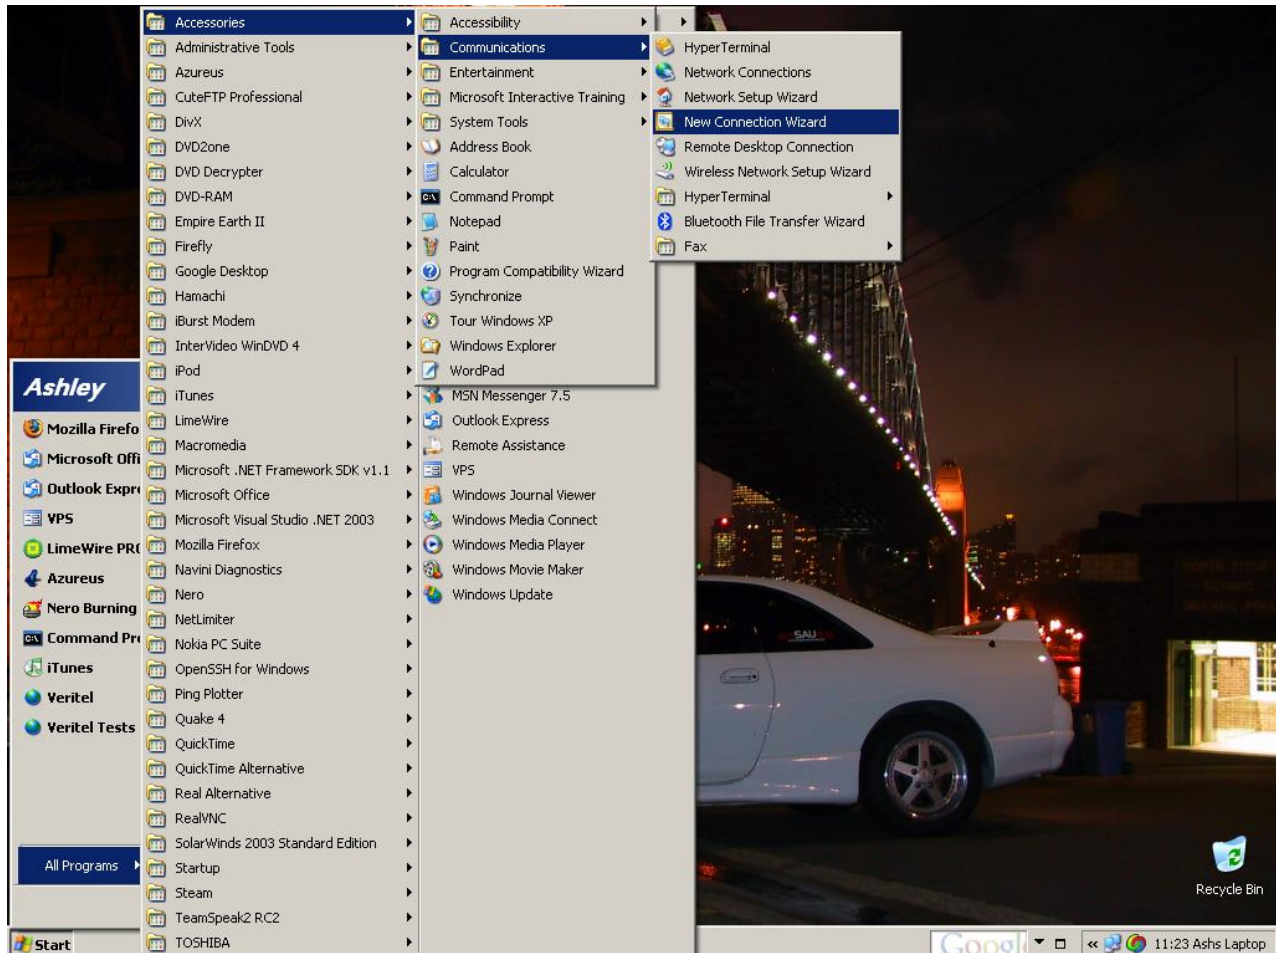 Accessories
Administrative Tools
Azureus
CuteFTP Professional
DivX
DVD2one
DVD Decrypter
DVD-RAM
Empire Earth II
Firefly
Google Desktop
Hamachi
iBurst Modem
InterVideo WinDVD 4
iPod
iTunes
LimeWire
Macromedia
Microsoft .NET Framework SDK v1.1
Microsoft Office
Microsoft Visual Studio .NET 2003
Mozilla Firefox
Navini Diagnostics
Nero
NetLimiter
Nokia PC Suite
OpenSSH for Windows
Ping Plotter
Quake 4
QuickTime
QuickTime Alternative
Real Alternative
RealVNC
SolarWinds 2003 Standard Edition
Startup
Steam
TeamSpeak2 RC2
TOSHIBA
Accessibility
Communications
Entertainment
Microsoft Interactive Training
System Tools
Address Book
Calculator
Command Prompt
Notepad
Paint
Program Compatibility Wizard
Synchronize
Tour Windows XP
Windows Explorer
WordPad
MSN Messenger 7.5
Outlook Express
Remote Assistance
VPS
Windows Journal Viewer
Windows Media Connect
Windows Media Player
Windows Movie Maker
Windows Update
HyperTerminal
Network Connections
Network Setup Wizard
New Connection Wizard
Remote Desktop Connection
Wireless Network Setup Wizard
HyperTerminal
Bluetooth File Transfer Wizard
Fax
Ashley
Mozilla Firefo
Microsoft Offi
Outlook Expre
VPS
LimeWire PRO
Azureus
Nero Burning
Command Pro
iTunes
Veritel
Veritel Tests
All Programs
SAU
Recycle Bin
Start
Googl
11:23 Ashs Laptop